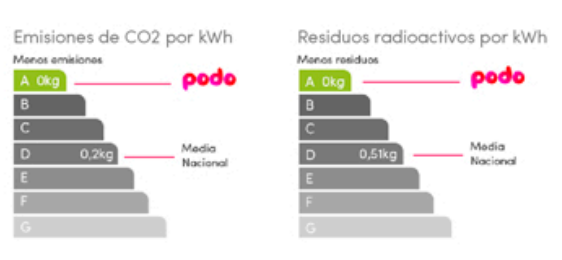 Emisiones de CO2 por kWh
Menos emisiones
A 0kg
podo
B
C
D 0,2kg
Media
Nacional
E
F
G
Residuos radioactivos por kWh
Menos residuos
A 0kg
podo
B
C
D 0,51kg
Media
Nacional
E
F
G